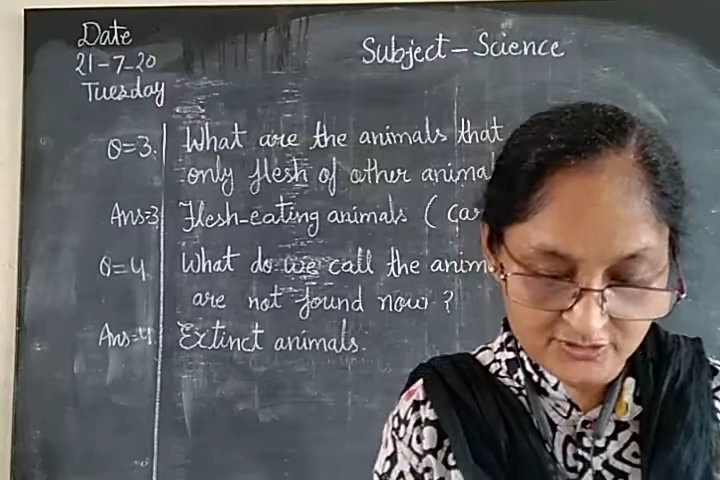 Date
21-7-20
Tuesday
Subject - Science
Q=3. What are the animals that
only flesh of other
Ans=3 Flesh-eating animals (
Q=4 What do we call the
are not found now ?
Ans=4 Extinct animals.